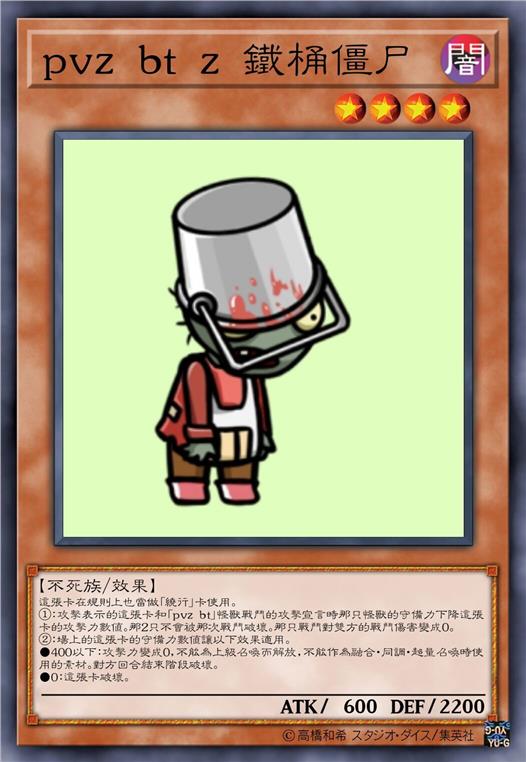 pvz bt z 鐵桶僵尸
闇
【不死族/效果】
這張卡在規則上也當做「繞行」卡使用。
①：攻擊表示的這張卡和「pvz bt」怪獸戰鬥的攻擊宣言時那只怪獸的守備力下降這張
卡的攻擊力數值。那2只不會被那次戰鬥破壞。那只戰鬥對雙方的戰鬥傷害變成0。
②：場上的這張卡的守備力數值讓以下效果適用。
●400以下：攻擊力變成0，不能為上級召喚而解放，不能作為融合·同調·超量召喚時使
用的素材。對方回合結束階段破壞。
●0：這張卡破壞。
ATK/ 600 DEF/2200
©高橋和希 スタジオ・ダイス/集英社
YU-G